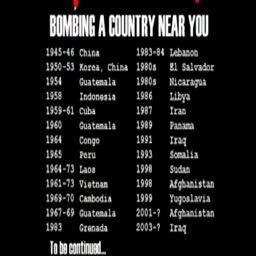 BOMBING A COUNTRY NEAR YOU
1945-46 China 1983-84 Lebanon
1950-53 Korea, China 1980s El Salvador
1954 Guatemala 1980s Nicaragua
1958 Indonesia 1986 Libya
1959-61 Cuba 1987 Iran
1960 Guatemala 1989 Panama
1964 Congo 1991 Iraq
1965 Peru 1993 Somalia
1964-73 Laos 1998 Sudan
1961-73 Vietnam 1998 Afghanistan
1969-70 Cambodia 1999 Yugoslavia
1967-69 Guatemala 2001-? Afghanistan
1983 Grenada 2003-? Iraq
To be continued...